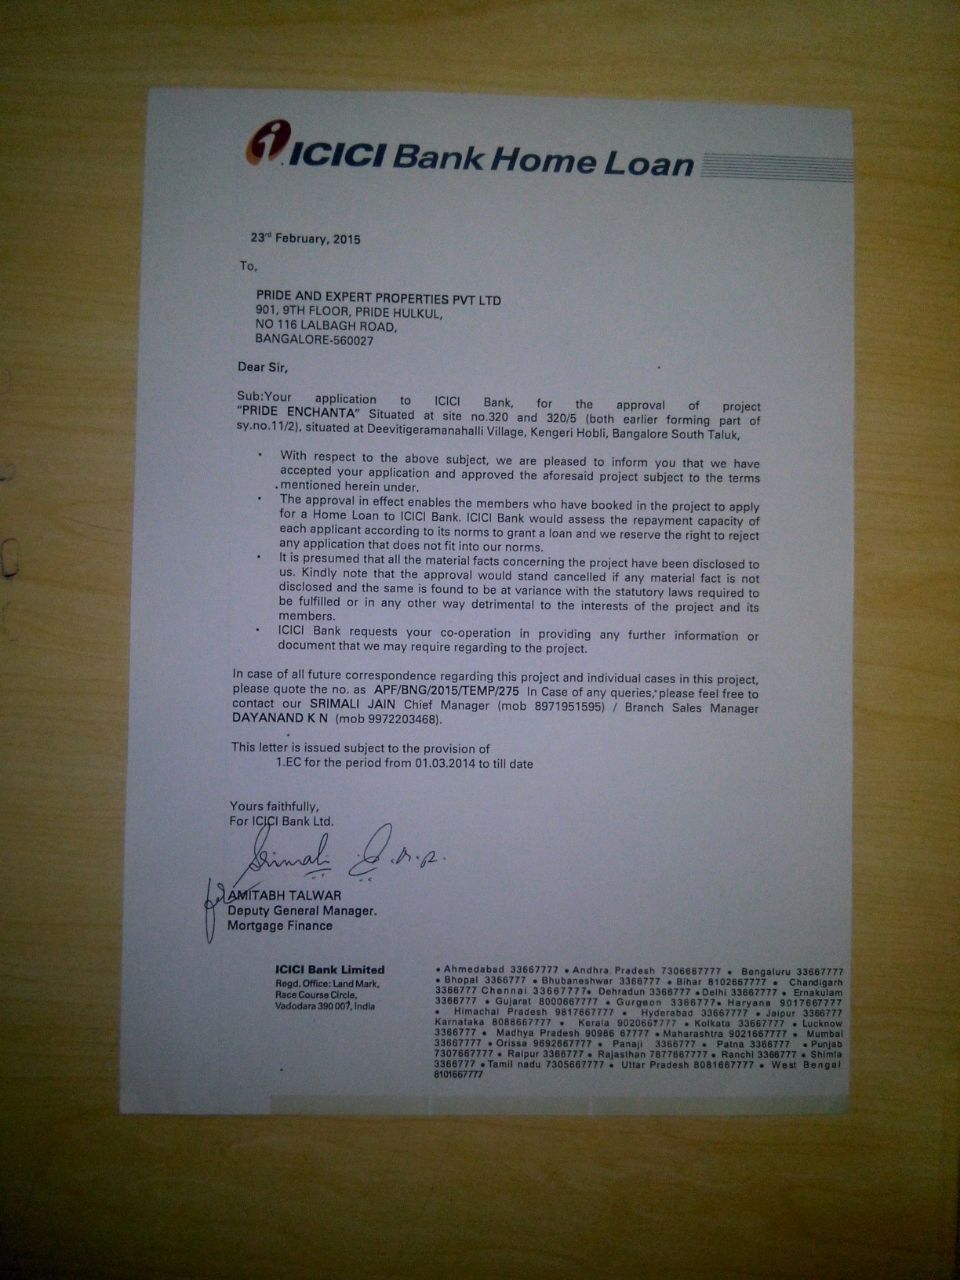 ICICI Bank Home Loan
23rd February, 2015
To,
PRIDE AND EXPERT PROPERTIES PVT LTD
901, 9TH FLOOR, PRIDE HULKUL,
NO 116 LALBAGH ROAD,
BANGALORE-560027
Dear Sir,
Sub:Your application to ICICI Bank, for the approval of project
"PRIDE ENCHANTA" Situated at site no.320 and 320/5 (both earlier forming part of
sy.no.11/2), situated at Deevitigeramanahalli Village, Kengeri Hobli, Bangalore South Taluk,
• With respect to the above subject, we are pleased to inform you that we have
accepted your application and approved the aforesaid project subject to the terms
mentioned herein under.
• The approval in effect enables the members who have booked in the project to apply
for a Home Loan to ICICI Bank. ICICI Bank would assess the repayment capacity of
each applicant according to its norms to grant a loan and we reserve the right to reject
any application that does not fit into our norms.
• It is presumed that all the material facts concerning the project have been disclosed to
us. Kindly note that the approval would stand cancelled if any material fact is not
disclosed and the same is found to be at variance with the statutory laws required to
be fulfilled or in any other way detrimental to the interests of the project and its
members.
• ICICI Bank requests your co-operation in providing any further information or
document that we may require regarding to the project.
In case of all future correspondence regarding this project and individual cases in this project,
please quote the no. as APF/BNG/2015/TEMP/275 In Case of any queries, please feel free to
contact our SRIMALI JAIN Chief Manager (mob 8971951595) / Branch Sales Manager
DAYANAND K N (mob 9972203468).
This letter is issued subject to the provision of
1.EC for the period from 01.03.2014 to till date
Yours faithfully,
For ICICI Bank Ltd.
Srimali
for AMITABH TALWAR
Deputy General Manager.
Mortgage Finance
ICICI Bank Limited
Regd. Office: Land Mark,
Race Course Circle,
Vadodara 390 007, India
• Ahmedabad 33667777 • Andhra Pradesh 7306667777 • Bengaluru 33667777
• Bhopal 3366777 • Bhubaneshwar 3366777 • Bihar 8102667777 • Chandigarh
3366777 Chennai 33667777• Dehradun 3366777 •Delhi 33667777 • Ernakulam
3366777 • Gujarat 8000667777 • Gurgaon 3366777• Haryana 9017667777
• Himachal Pradesh 9817667777 • Hyderabad 33667777 • Jaipur 3366777
Karnataka 8088667777 • Kerala 9020667777 • Kolkata 33667777 • Lucknow
3366777 • Madhya Pradesh 90986 67777 •Maharashtra 9021667777 • Mumbai
33667777 •Orissa 9692667777 • Panaji 3366777 • Patna 3366777 •Punjab
7307667777 • Raipur 3366777 • Rajasthan 7877667777 • Ranchi 3366777 • Shimla
3366777 •Tamil nadu 7305667777 • Uttar Pradesh 8081667777 • West Bengal
8101667777